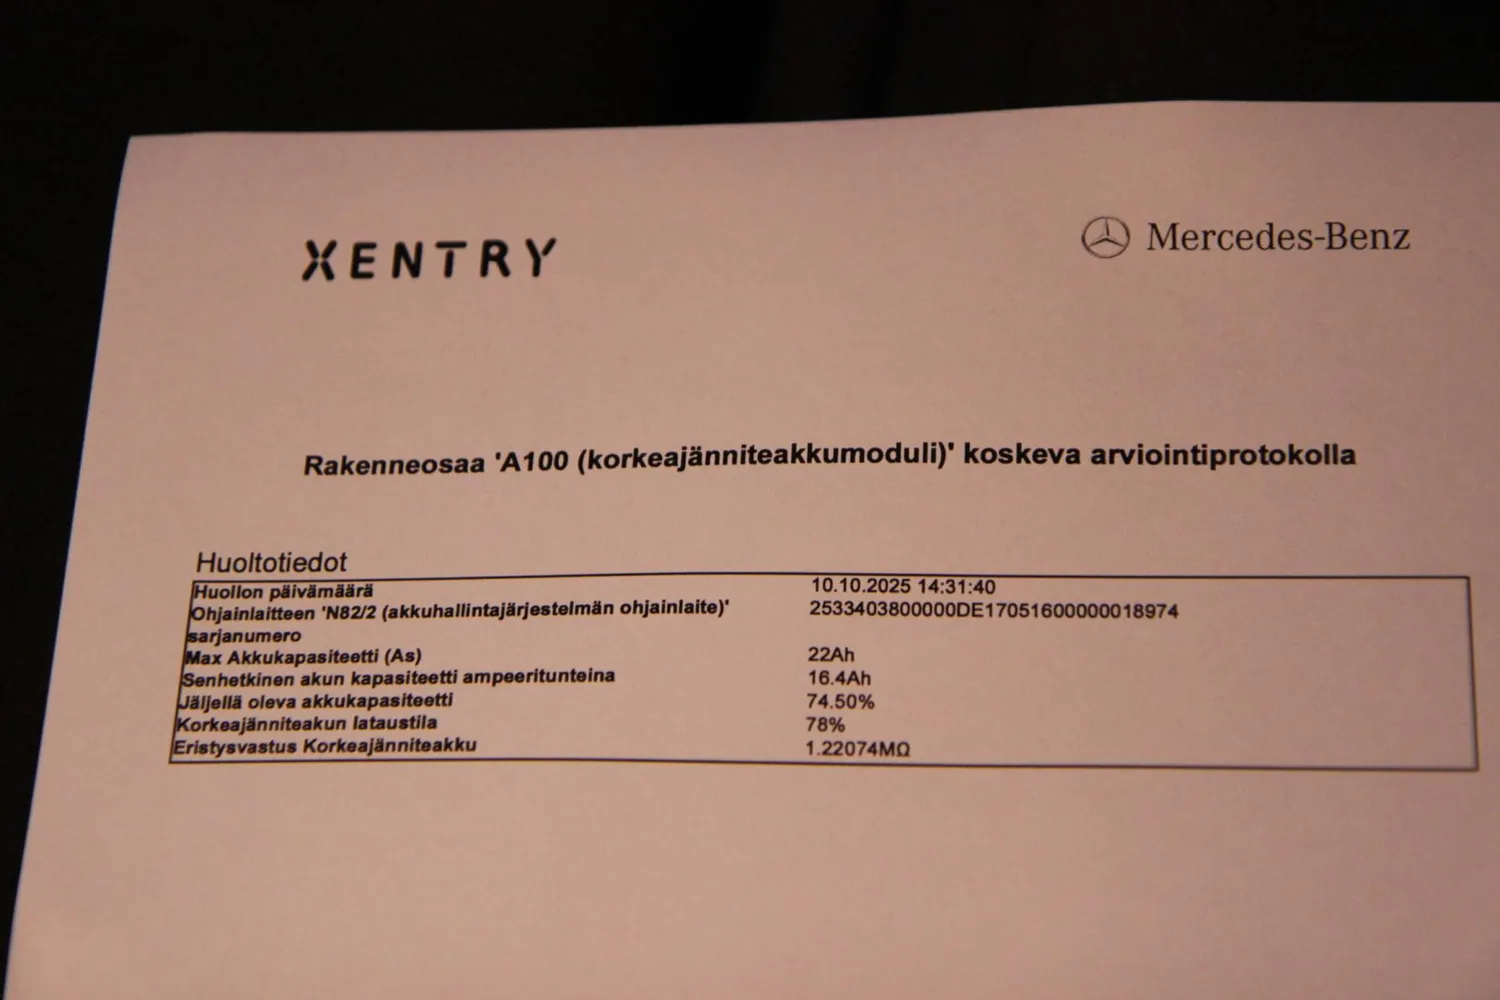 XENTRY
Mercedes-Benz
Rakenneosaa 'A100 (korkeajänniteakkumoduli)' koskeva arviointiprotokolla
Huoltotiedot
Huollon päivämäärä 10.10.2025 14:31:40
Ohjainlaitteen 'N82/2 (akkuhallintajärjestelmän ohjainlaite)' 2533403800000DE17051600000018974
sarjanumero
Max Akkukapasiteetti (As) 22Ah
Senhetkinen akun kapasiteetti ampeeritunteina 16.4Ah
Jäljellä oleva akkukapasiteetti 74.50%
Korkeajänniteakun lataustila 78%
Eristysvastus Korkeajänniteakku 1.22074MΩ